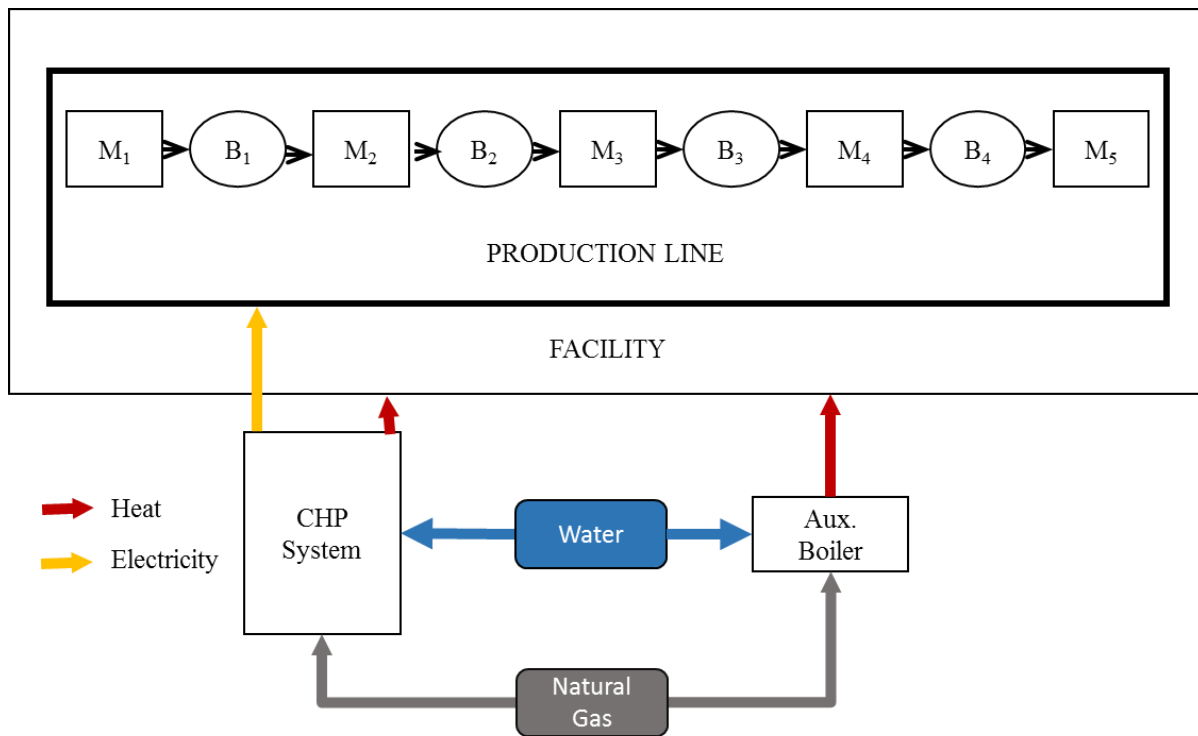 M₁ B₁ M₂ B₂ M₃ B₃ M₄ B₄ M₅
PRODUCTION LINE
FACILITY
Heat
Electricity
CHP
System
Water
Aux.
Boiler
Natural
Gas